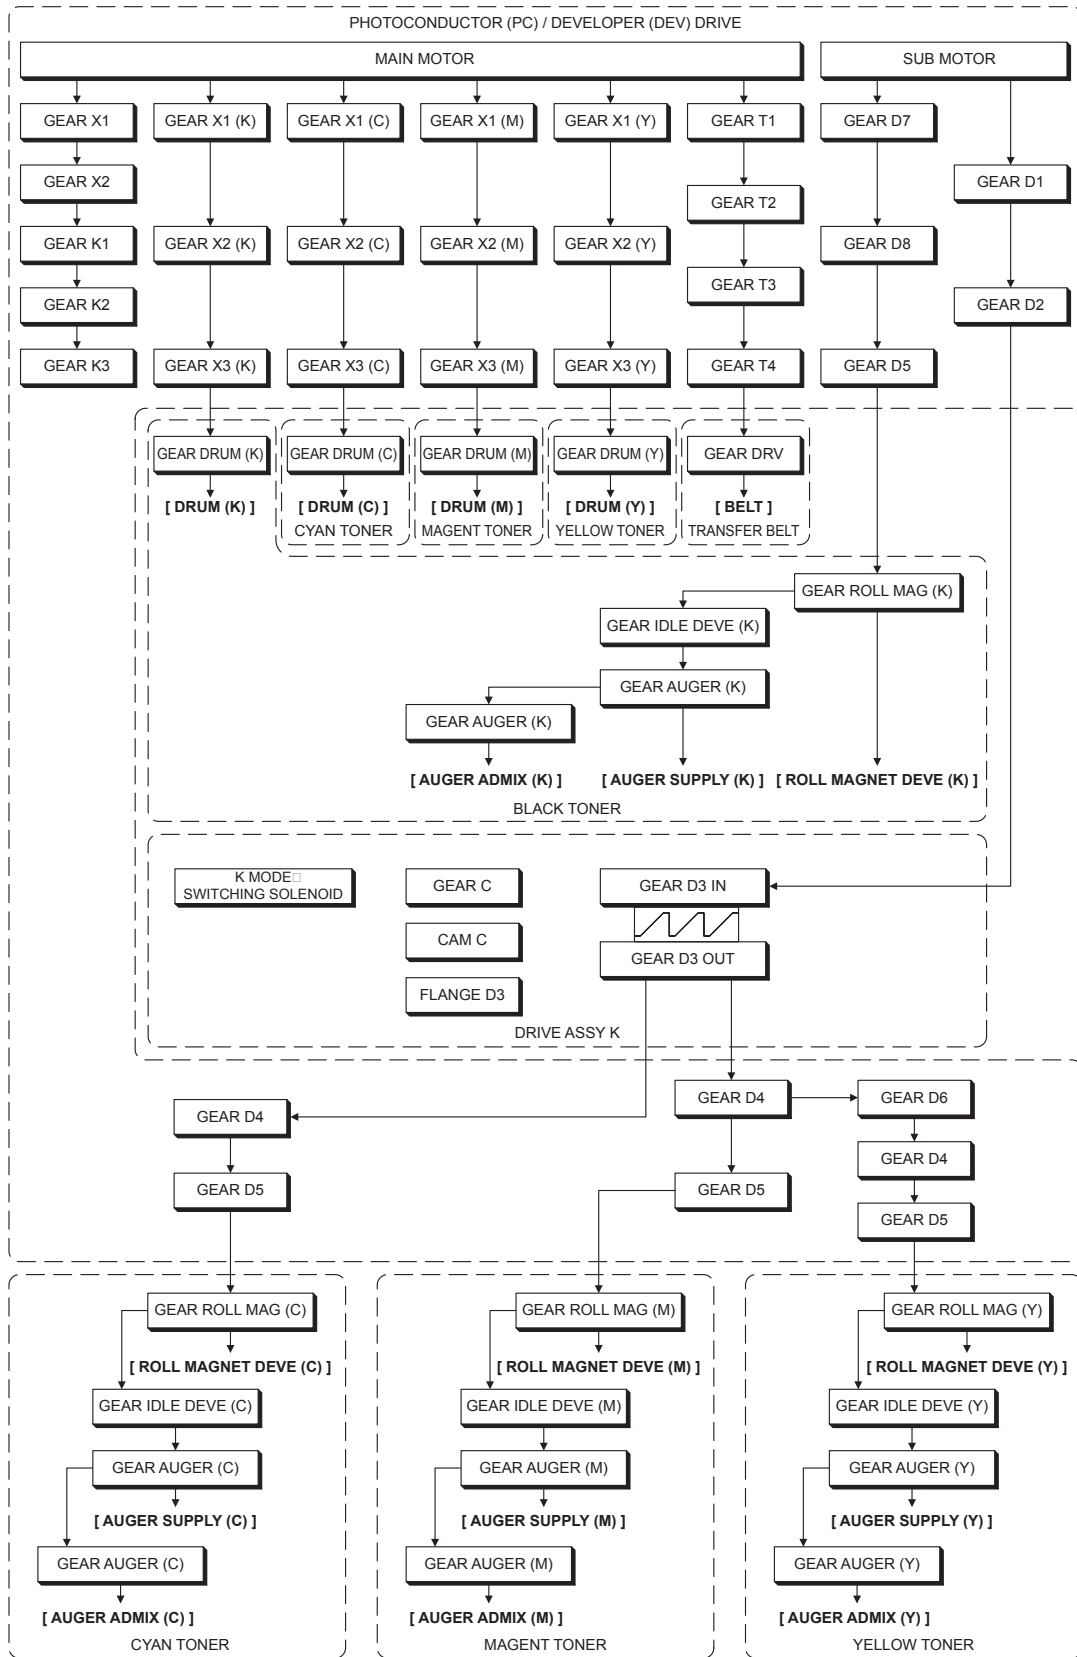 PHOTOCONDUCTOR (PC) / DEVELOPER (DEV) DRIVE
MAIN MOTOR
SUB MOTOR
GEAR X1
GEAR X1 (K)
GEAR X1 (C)
GEAR X1 (M)
GEAR X1 (Y)
GEAR T1
GEAR D7
GEAR X2
GEAR D1
GEAR T2
GEAR K1
GEAR X2 (K)
GEAR X2 (C)
GEAR X2 (M)
GEAR X2 (Y)
GEAR D8
GEAR T3
GEAR K2
GEAR D2
GEAR K3
GEAR X3 (K)
GEAR X3 (C)
GEAR X3 (M)
GEAR X3 (Y)
GEAR T4
GEAR D5
GEAR DRUM (K)
GEAR DRUM (C)
GEAR DRUM (M)
GEAR DRUM (Y)
GEAR DRV
[ DRUM (K) ]
[ DRUM (C) ]
[ DRUM (M) ]
[ DRUM (Y) ]
[ BELT ]
CYAN TONER
MAGENT TONER
YELLOW TONER
TRANSFER BELT
GEAR ROLL MAG (K)
GEAR IDLE DEVE (K)
GEAR AUGER (K)
GEAR AUGER (K)
[ AUGER ADMIX (K) ]
[ AUGER SUPPLY (K) ]
[ ROLL MAGNET DEVE (K) ]
BLACK TONER
K MODE□
SWITCHING SOLENOID
GEAR C
GEAR D3 IN
CAM C
GEAR D3 OUT
FLANGE D3
DRIVE ASSY K
GEAR D4
GEAR D6
GEAR D4
GEAR D4
GEAR D5
GEAR D5
GEAR D5
GEAR ROLL MAG (C)
GEAR ROLL MAG (M)
GEAR ROLL MAG (Y)
[ ROLL MAGNET DEVE (C) ]
[ ROLL MAGNET DEVE (M) ]
[ ROLL MAGNET DEVE (Y) ]
GEAR IDLE DEVE (C)
GEAR IDLE DEVE (M)
GEAR IDLE DEVE (Y)
GEAR AUGER (C)
GEAR AUGER (M)
GEAR AUGER (Y)
[ AUGER SUPPLY (C) ]
[ AUGER SUPPLY (M) ]
[ AUGER SUPPLY (Y) ]
GEAR AUGER (C)
GEAR AUGER (M)
GEAR AUGER (Y)
[ AUGER ADMIX (C) ]
[ AUGER ADMIX (M) ]
[ AUGER ADMIX (Y) ]
CYAN TONER
MAGENT TONER
YELLOW TONER